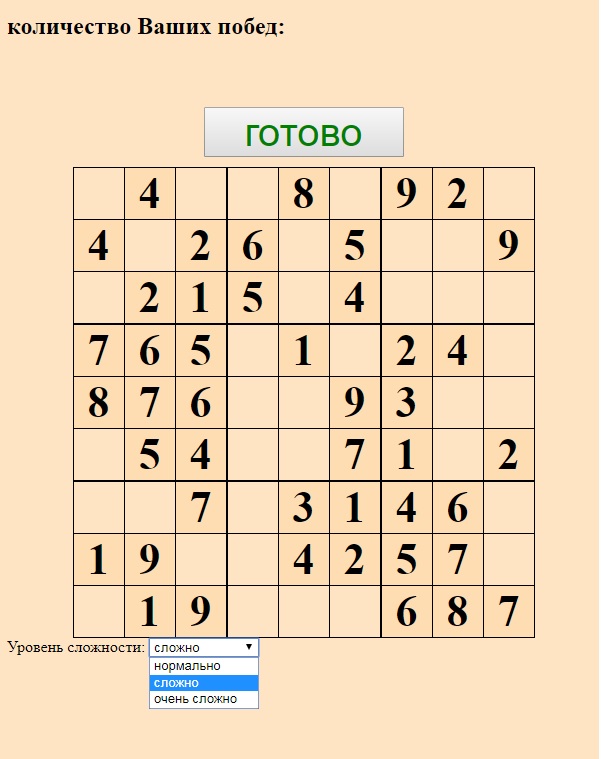 количество Ваших побед:
ГОТОВО
4 8 9 2
4 2 6 5 9
2 1 5 4
7 6 5 1 2 4
8 7 6 9 3
5 4 7 1 2
7 3 1 4 6
1 9 4 2 5 7
1 9 6 8 7
Уровень сложности: сложно
нормально
сложно
очень сложно